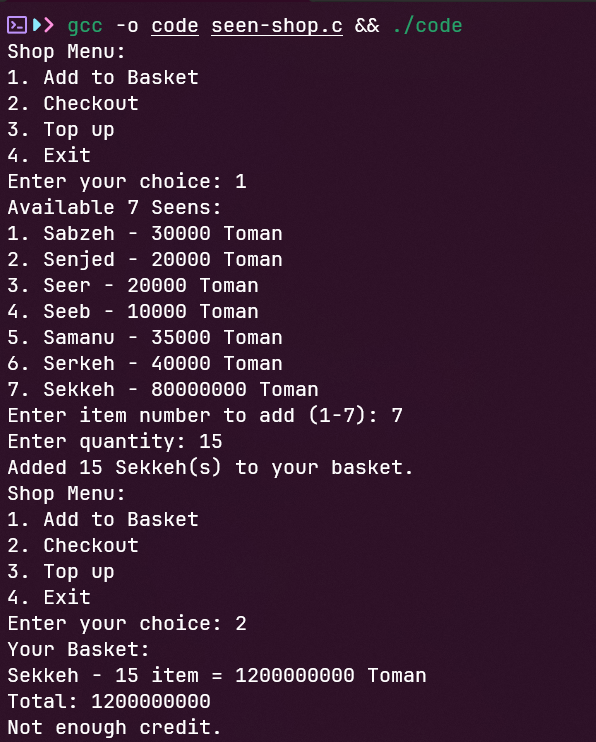 gcc -o code seen-shop.c && ./code
Shop Menu:
1. Add to Basket
2. Checkout
3. Top up
4. Exit
Enter your choice: 1
Available 7 Seens:
1. Sabzeh - 30000 Toman
2. Senjed - 20000 Toman
3. Seer - 20000 Toman
4. Seeb - 10000 Toman
5. Samanu - 35000 Toman
6. Serkeh - 40000 Toman
7. Sekkeh - 80000000 Toman
Enter item number to add (1-7): 7
Enter quantity: 15
Added 15 Sekkeh(s) to your basket.
Shop Menu:
1. Add to Basket
2. Checkout
3. Top up
4. Exit
Enter your choice: 2
Your Basket:
Sekkeh - 15 item = 1200000000 Toman
Total: 1200000000
Not enough credit.